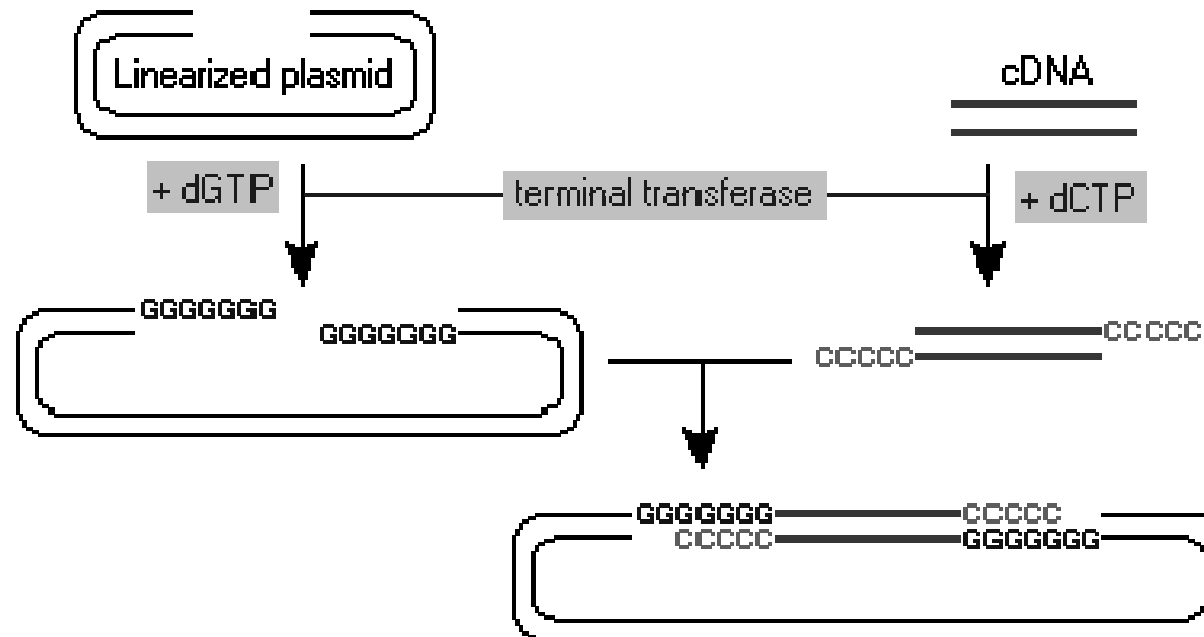 Linearized plasmid
cDNA
+ dGTP
terminal transferase
+ dCTP
GGGGGGG
GGGGGGG
CCCCC
CCCCC
GGGGGGG
CCCCC
CCCCC
GGGGGGG